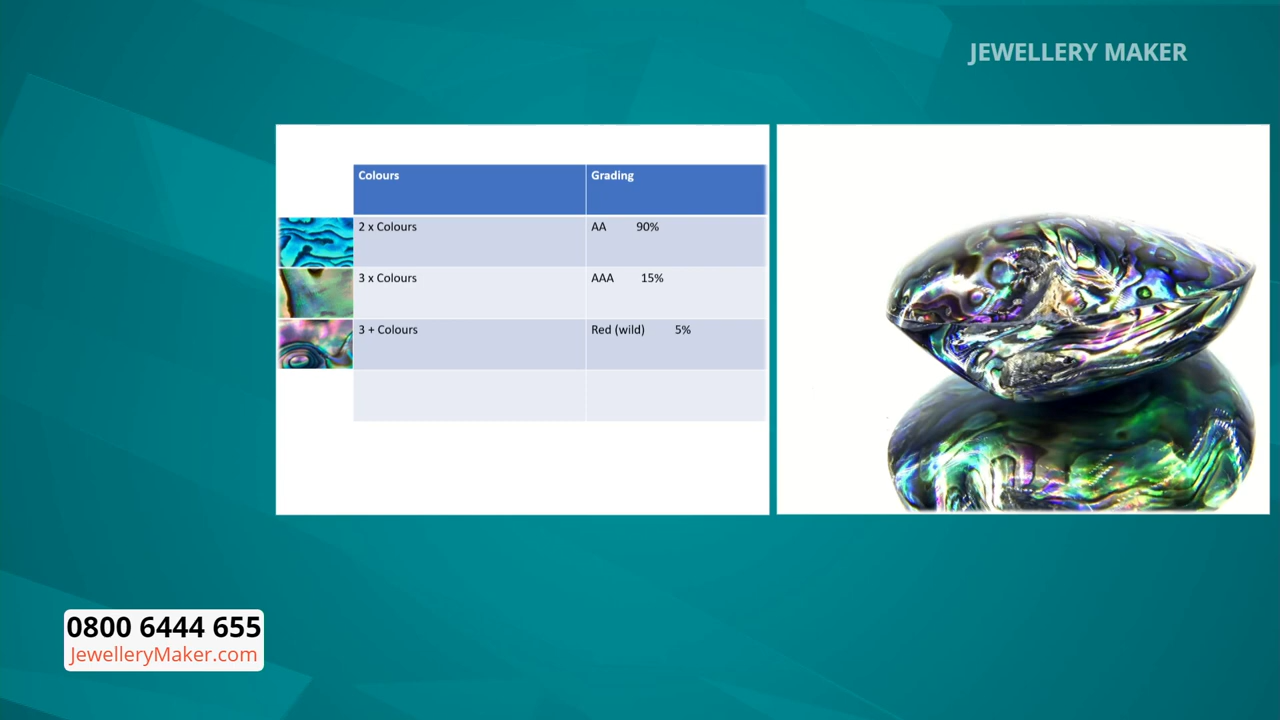 JEWELLERY MAKER
Colours Grading
2 x Colours AA 90%
3 x Colours AAA 15%
3 + Colours Red (wild) 5%
0800 6444 655
JewelleryMaker.com